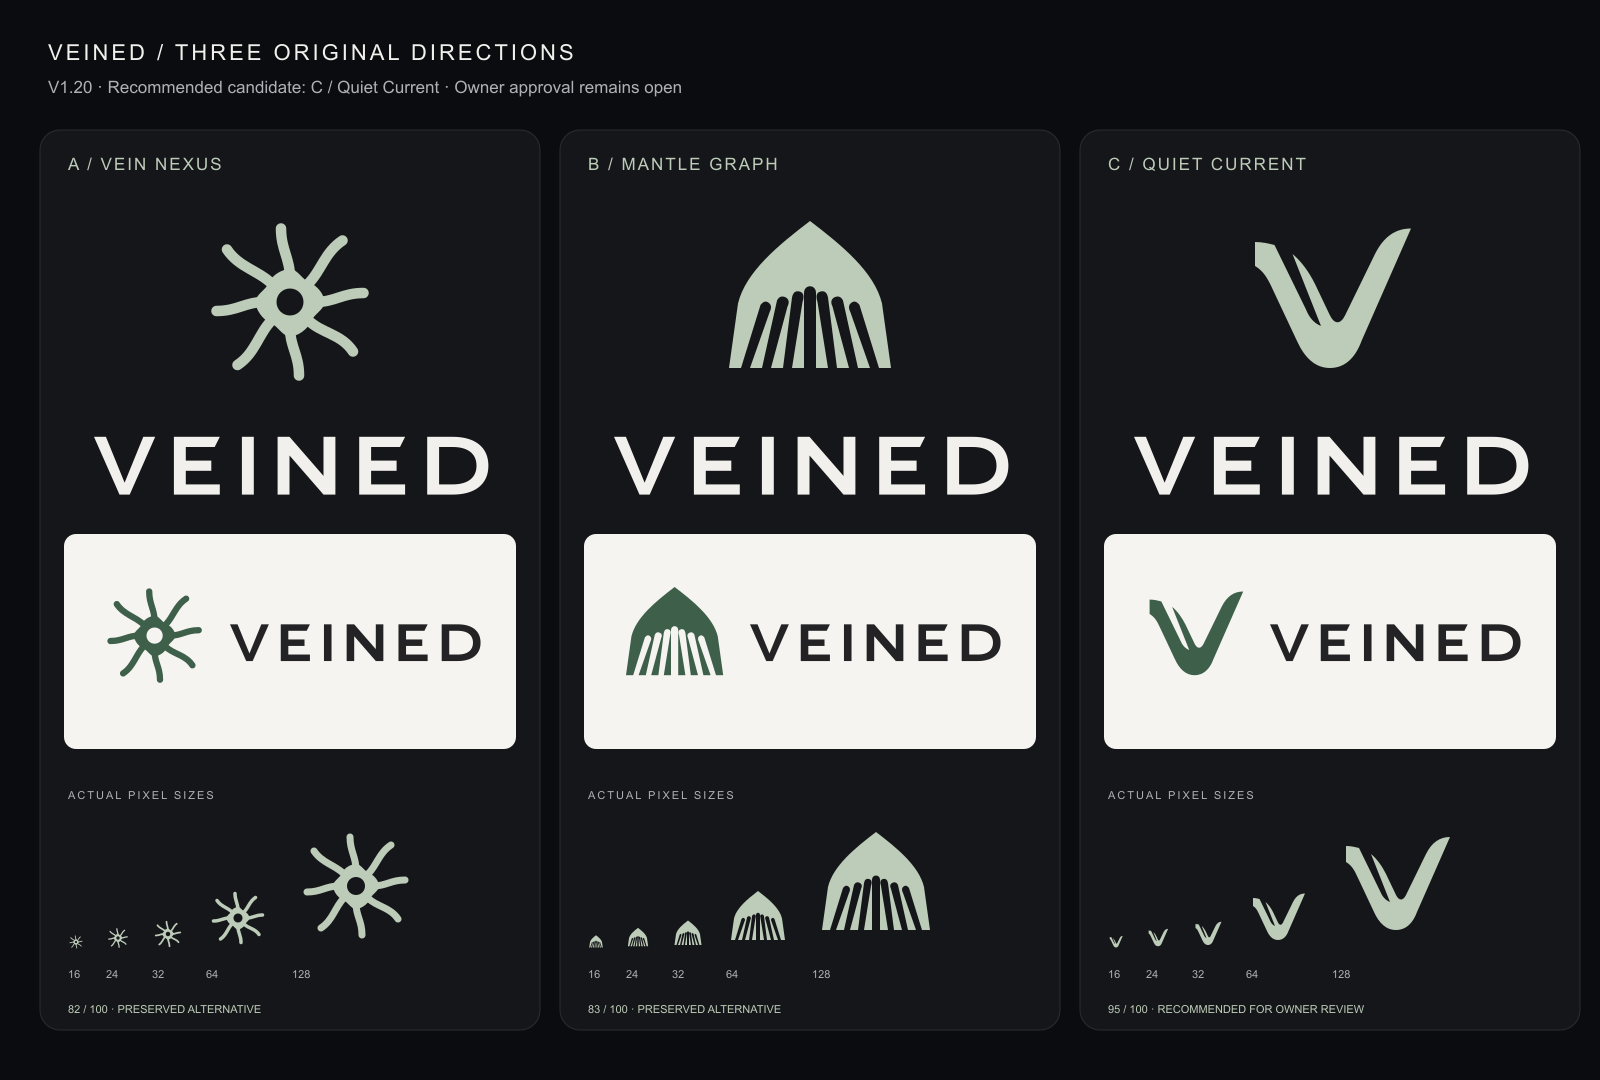 VEINED / THREE ORIGINAL DIRECTIONS
V1.20 · Recommended candidate: C / Quiet Current · Owner approval remains open
A / VEIN NEXUS
VEINED
VEINED
ACTUAL PIXEL SIZES
16 24 32 64 128
82 / 100 · PRESERVED ALTERNATIVE
B / MANTLE GRAPH
VEINED
VEINED
ACTUAL PIXEL SIZES
16 24 32 64 128
83 / 100 · PRESERVED ALTERNATIVE
C / QUIET CURRENT
VEINED
VEINED
ACTUAL PIXEL SIZES
16 24 32 64 128
95 / 100 · RECOMMENDED FOR OWNER REVIEW